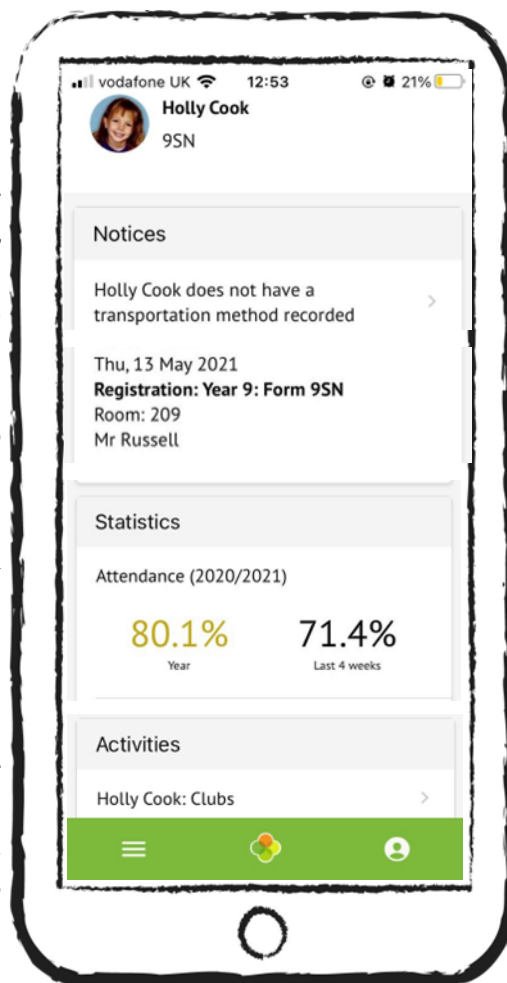 vodafone UK 12:53 21%
Holly Cook
9SN
Notices
Holly Cook does not have a
transportation method recorded
Thu, 13 May 2021
Registration: Year 9: Form 9SN
Room: 209
Mr Russell
Statistics
Attendance (2020/2021)
80.1% 71.4%
Year Last 4 weeks
Activities
Holly Cook: Clubs